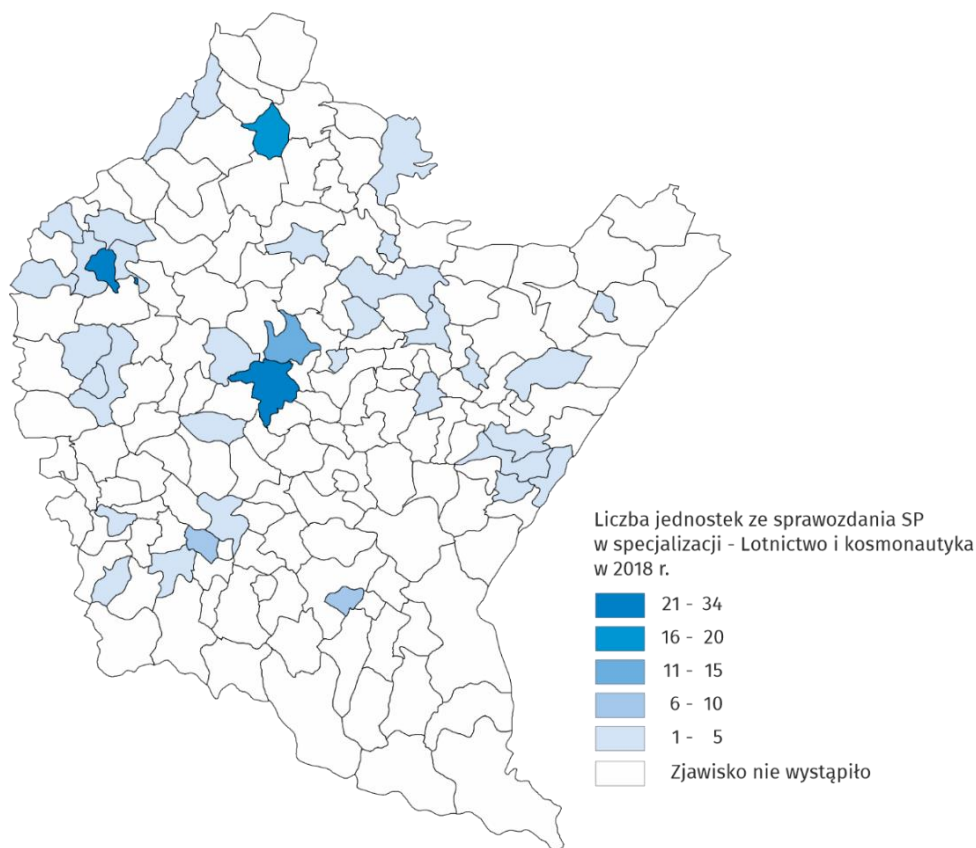 Liczba jednostek ze sprawozdania SP
w specjalizacji - Lotnictwo i kosmonautyka
w 2018 r.
21 - 34
16 - 20
11 - 15
6 - 10
1 - 5
Zjawisko nie wystąpiło